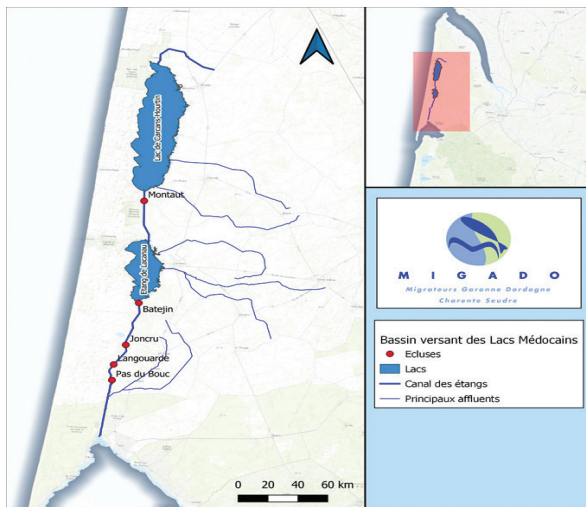 Lac de Carcans-Hourtin
Montaut
Etang de Lacanau
Batejin
Joncru
Langouarde
Pas du Bouc
0 20 40 60 km
MIGADO
Migrateurs Garonne Dordogne
Charente Seudre
Bassin versant des Lacs Médocains
Ecluses
Lacs
Canal des étangs
Principaux affluents